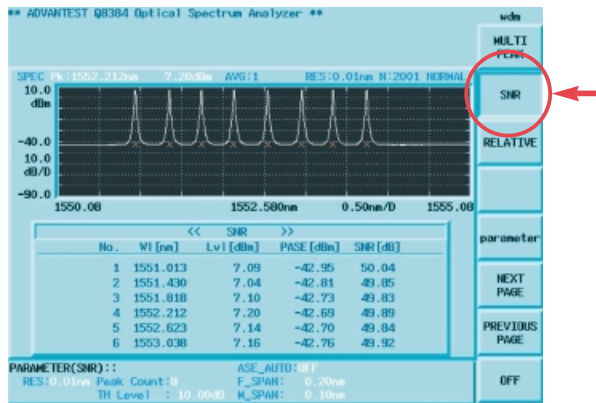 ** ADVANTEST Q8384 Optical Spectrum Analyzer **
wdm
MULTI
PEAK
SPEC Pk:1552.212nm 7.20dBm AVG:1 RES:0.01nm N:2001 NORMAL
10.0
dBm
SNR
-40.0
RELATIVE
10.0
dB/D
-90.0
1550.08 1552.580nm 0.50nm/D 1555.08
<< SNR >>
parameter
No. Wl[nm] Lvl[dBm] PASE[dBm] SNR[dB]
1 1551.013 7.09 -42.95 50.04
2 1551.430 7.04 -42.81 49.85
3 1551.818 7.10 -42.73 49.83
4 1552.212 7.20 -42.69 49.89
5 1552.623 7.14 -42.70 49.84
6 1553.038 7.16 -42.76 49.92
NEXT
PAGE
PREVIOUS
PAGE
PARAMETER(SNR):: ASE_AUTO:OFF
RES:0.01nm Peak Count:8 F_SPAN: 0.20nm
TH Level : 10.00dB M_SPAN: 0.10nm
OFF